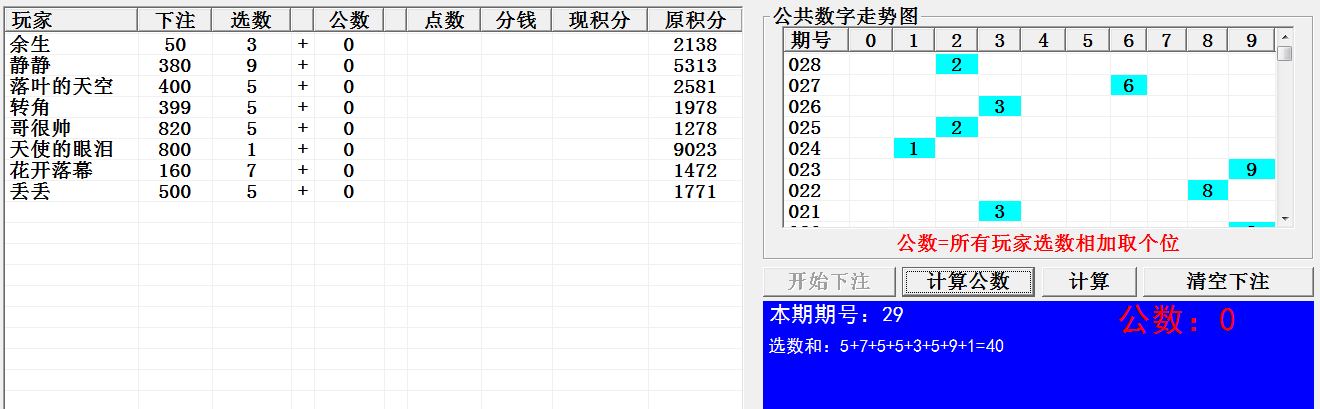 玩家 下注 选数 公数 点数 分钱 现积分 原积分
余生 50 3 + 0 2138
静静 380 9 + 0 5313
落叶的天空 400 5 + 0 2581
转角 399 5 + 0 1978
哥很帅 820 5 + 0 1278
天使的眼泪 800 1 + 0 9023
花开落幕 160 7 + 0 1472
丢丢 500 5 + 0 1771
公共数字走势图
期号 0 1 2 3 4 5 6 7 8 9
028 2
027 6
026 3
025 2
024 1
023 9
022 8
021 3
公数=所有玩家选数相加取个位
开始下注 计算公数 计算 清空下注
本期期号：29 公数：0
选数和：5+7+5+5+3+5+9+1=40